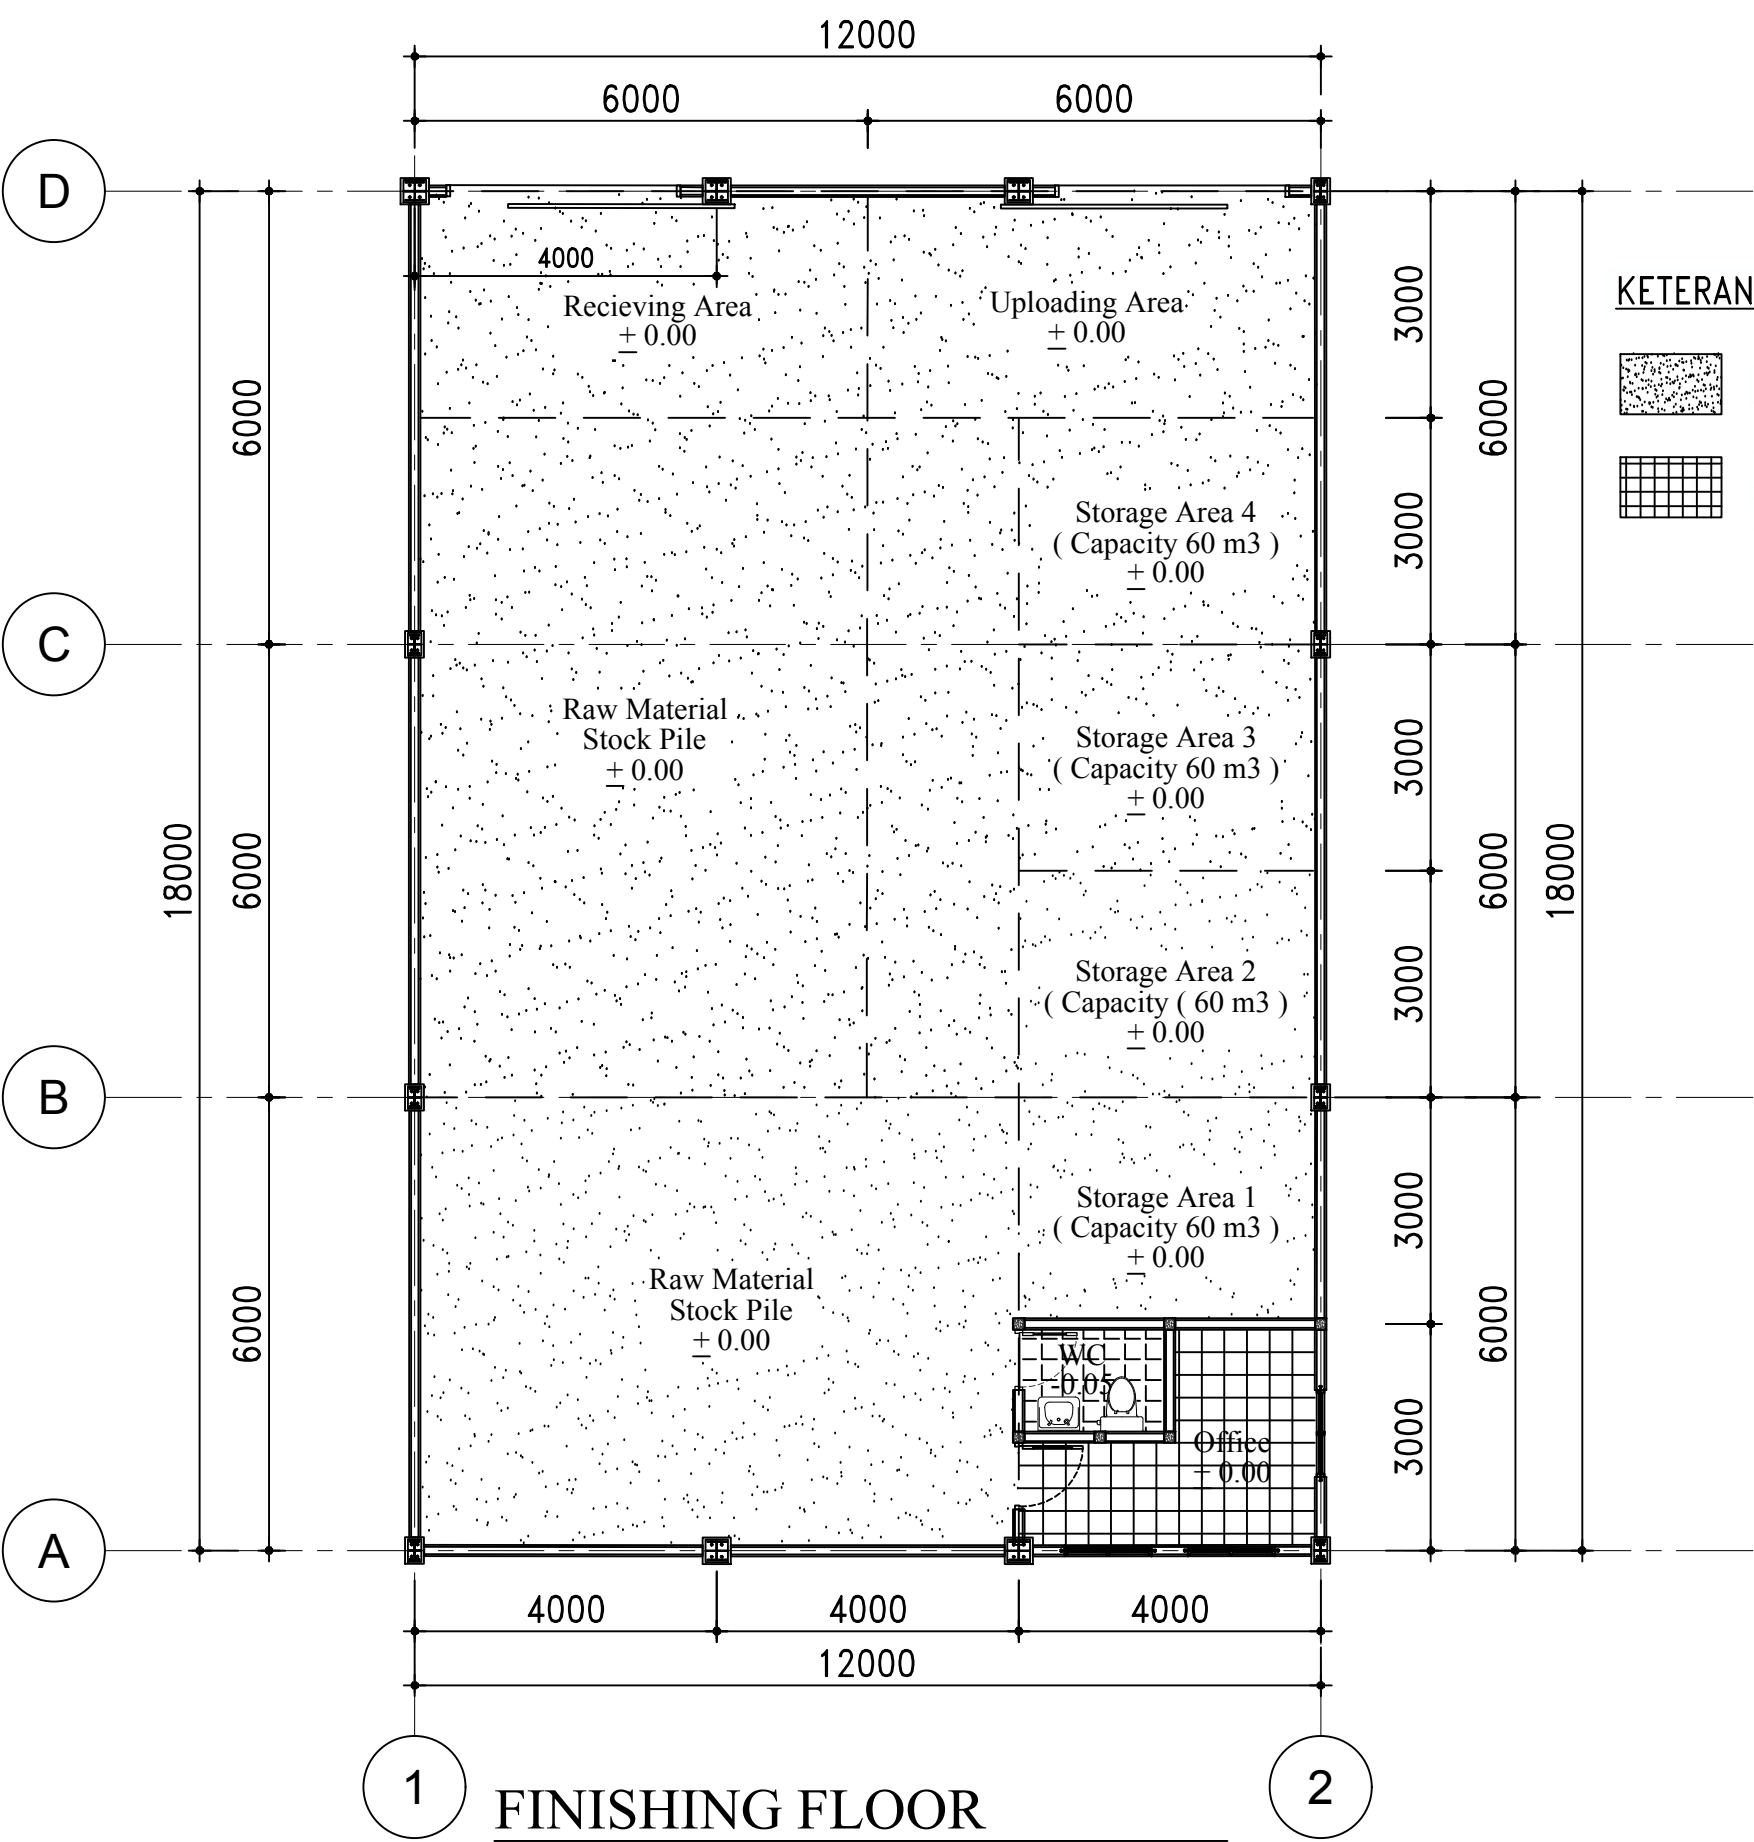 12000
6000
6000
D
4000
Recieving Area
+ 0.00
Uploading Area
+ 0.00
3000
KETERAN
6000
6000
Storage Area 4
( Capacity 60 m3 )
+ 0.00
3000
C
Raw Material
Stock Pile
+ 0.00
Storage Area 3
( Capacity 60 m3 )
+ 0.00
3000
18000
6000
6000
18000
Storage Area 2
( Capacity ( 60 m3 )
+ 0.00
3000
B
Storage Area 1
( Capacity 60 m3 )
+ 0.00
3000
6000
Raw Material
Stock Pile
+ 0.00
6000
WC
-0.05
Office
+ 0.00
3000
A
4000
4000
4000
12000
1
2
FINISHING FLOOR